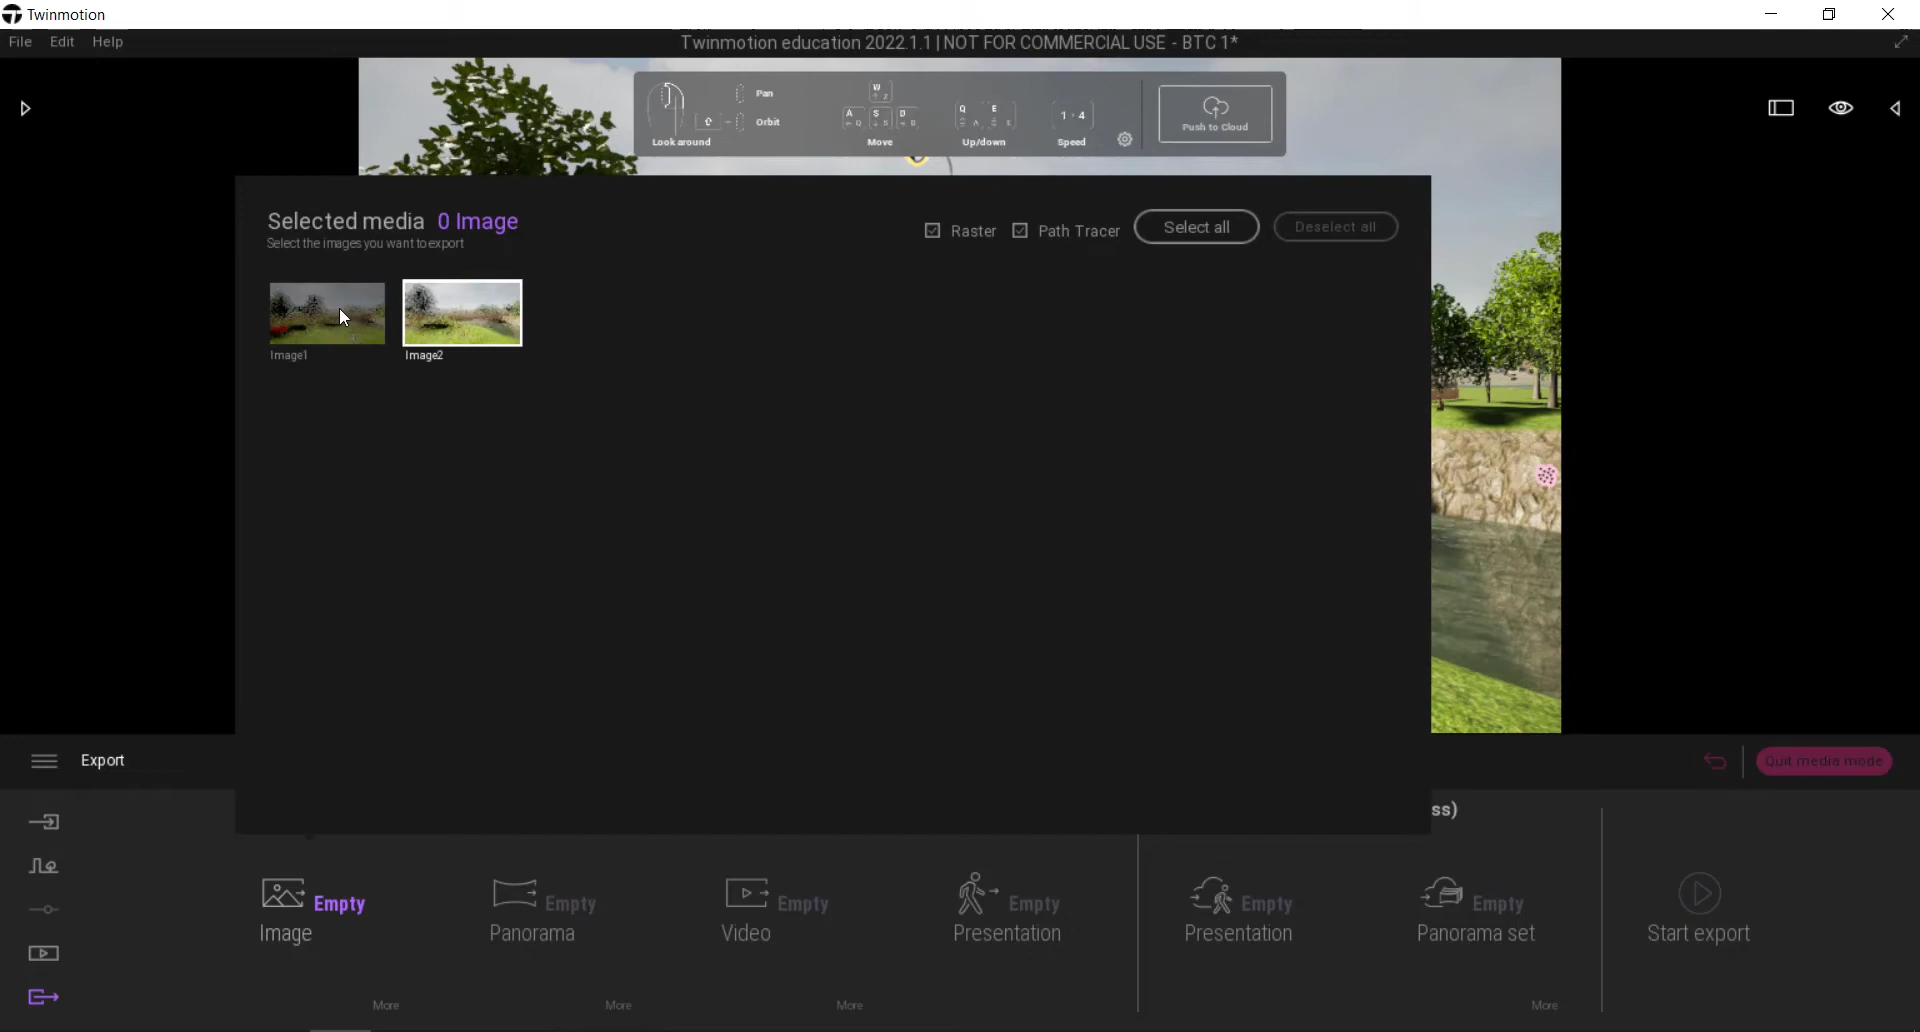 Twinmotion
File Edit Help
Twinmotion education 2022.1.1 | NOT FOR COMMERCIAL USE - BTC 1*
Pan
Orbit
Look around
W
A S D
Move
Q E
Up/down
1 - 4
Speed
Push to Cloud
Selected media 0 Image
Select the images you want to export
Raster
Path Tracer
Select all
Deselect all
Image1
Image2
Export
Quit media mode
ss)
Empty
Image
More
Empty
Panorama
More
Empty
Video
More
Empty
Presentation
Empty
Presentation
Empty
Panorama set
More
Start export